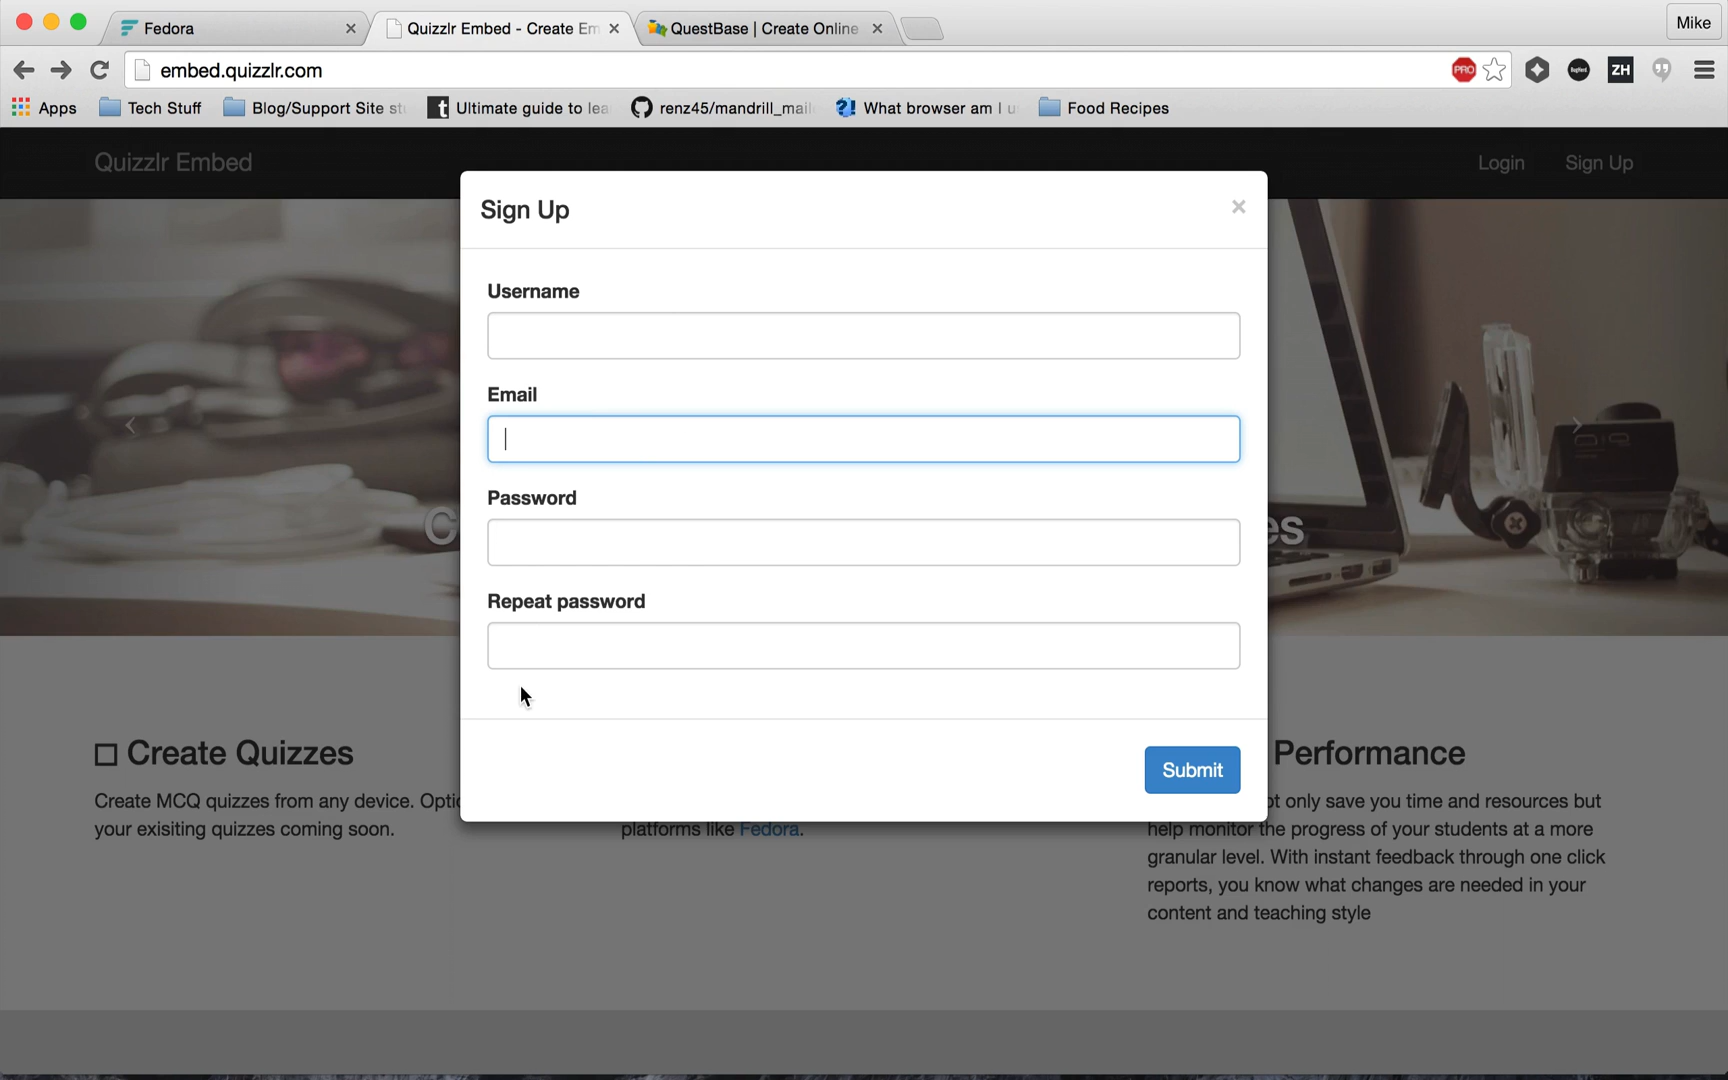 Fedora
Quizzlr Embed - Create Em
QuestBase | Create Online
Mike
embed.quizzlr.com
PRO
ZH
Apps
Tech Stuff
Blog/Support Site st
Ultimate guide to lea
renz45/mandrill_mail
What browser am I u
Food Recipes
Quizzlr Embed
Login
Sign Up
Sign Up
×
Username
Email
Password
Repeat password
Submit
C
es
Create Quizzes
Create MCQ quizzes from any device. Optio
your exisiting quizzes coming soon.
platforms like Fedora.
Performance
ot only save you time and resources but
help monitor the progress of your students at a more
granular level. With instant feedback through one click
reports, you know what changes are needed in your
content and teaching style